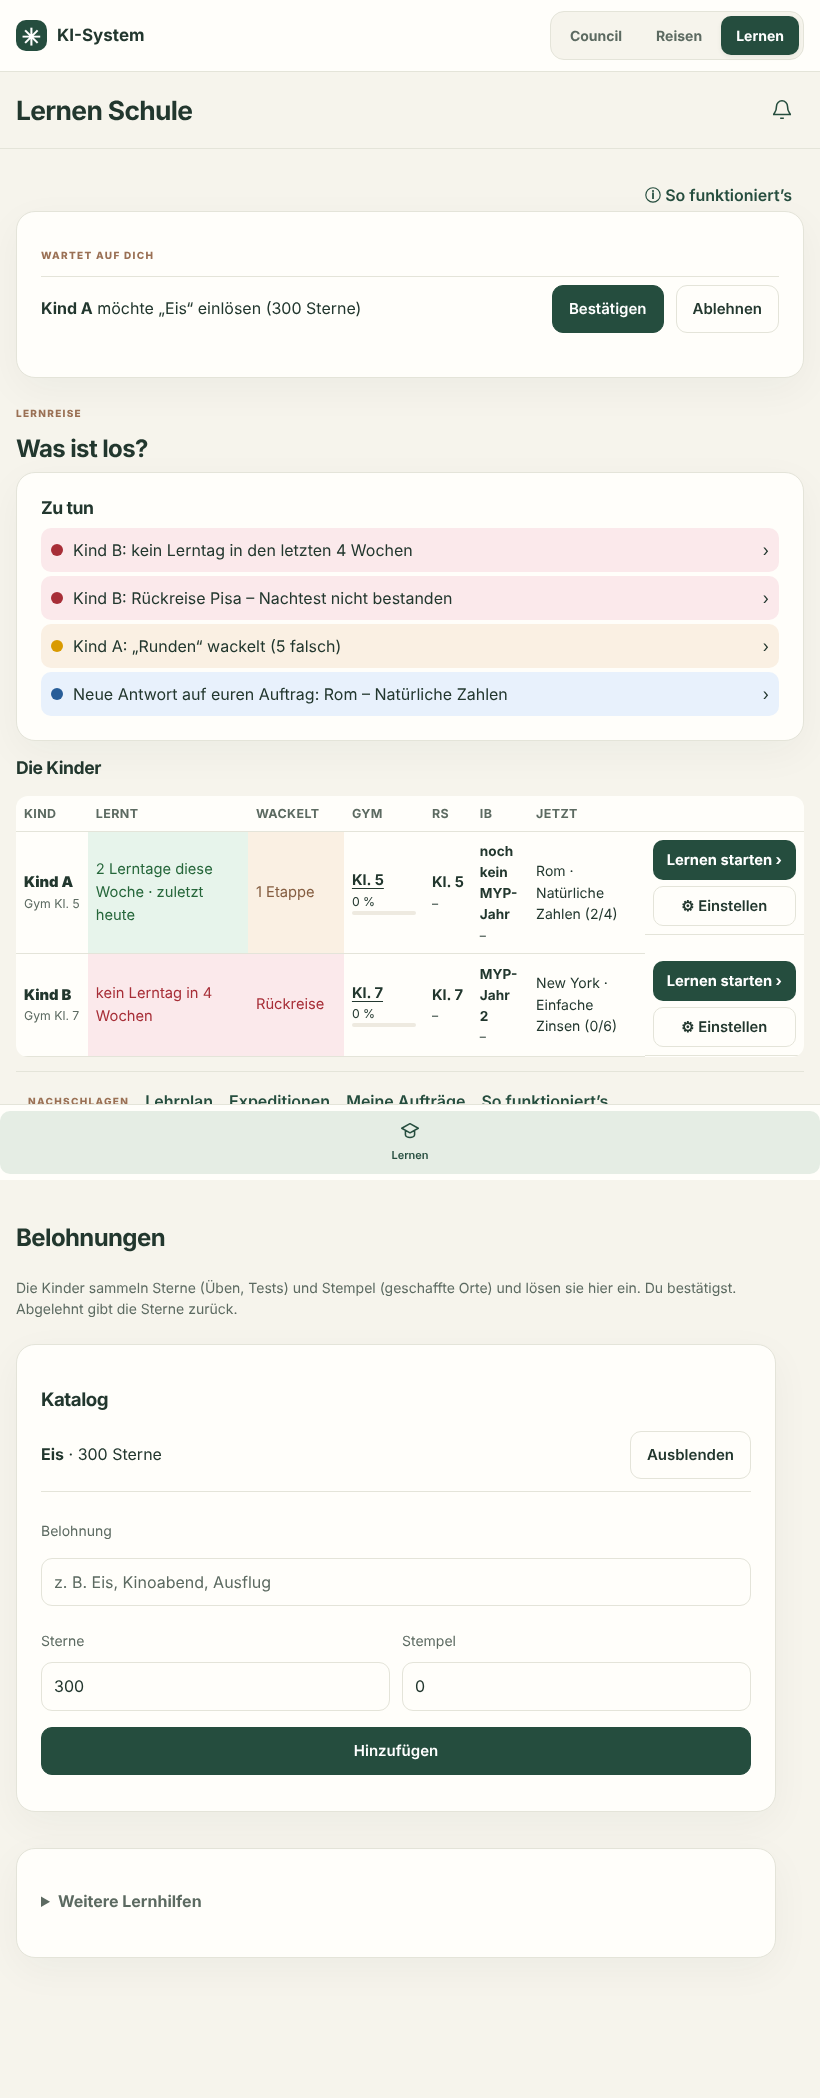 KI-System
Council Reisen Lernen
Lernen Schule
ⓘ So funktioniert’s
WARTET AUF DICH
Kind A möchte „Eis“ einlösen (300 Sterne)
Bestätigen Ablehnen
LERNREISE
Was ist los?
Zu tun
Kind B: kein Lerntag in den letzten 4 Wochen ›
Kind B: Rückreise Pisa – Nachtest nicht bestanden ›
Kind A: „Runden“ wackelt (5 falsch) ›
Neue Antwort auf euren Auftrag: Rom – Natürliche Zahlen ›
Die Kinder
KIND LERNT WACKELT GYM RS IB JETZT
Kind A
Gym Kl. 5
2 Lerntage diese
Woche · zuletzt
heute
1 Etappe
Kl. 5
0 %
Kl. 5
–
noch
kein
MYP-
Jahr
–
Rom ·
Natürliche
Zahlen (2/4)
Lernen starten ›
⚙ Einstellen
Kind B
Gym Kl. 7
kein Lerntag in 4
Wochen
Rückreise
Kl. 7
0 %
Kl. 7
–
MYP-
Jahr
2
–
New York ·
Einfache
Zinsen (0/6)
Lernen starten ›
⚙ Einstellen
NACHSCHLAGEN Lehrplan Expeditionen Meine Aufträge So funktioniert’s
Lernen
Belohnungen
Die Kinder sammeln Sterne (Üben, Tests) und Stempel (geschaffte Orte) und lösen sie hier ein. Du bestätigst.
Abgelehnt gibt die Sterne zurück.
Katalog
Eis · 300 Sterne
Ausblenden
Belohnung
z. B. Eis, Kinoabend, Ausflug
Sterne Stempel
300 0
Hinzufügen
Weitere Lernhilfen